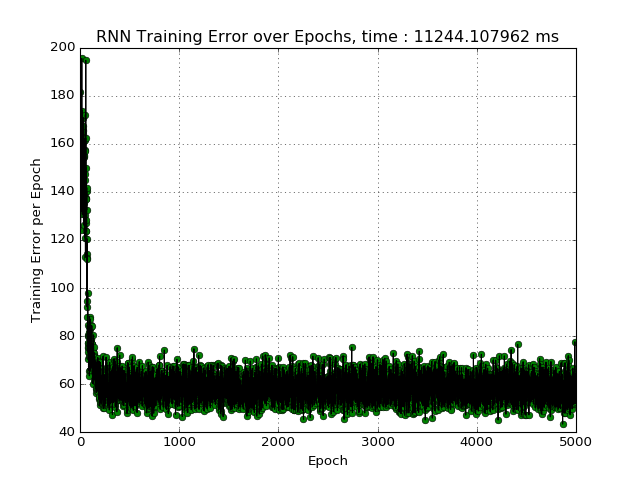 RNN Training Error over Epochs, time : 11244.107962 ms
200
180
160
140
120
100
80
60
40
Training Error per Epoch
0 1000 2000 3000 4000 5000
Epoch